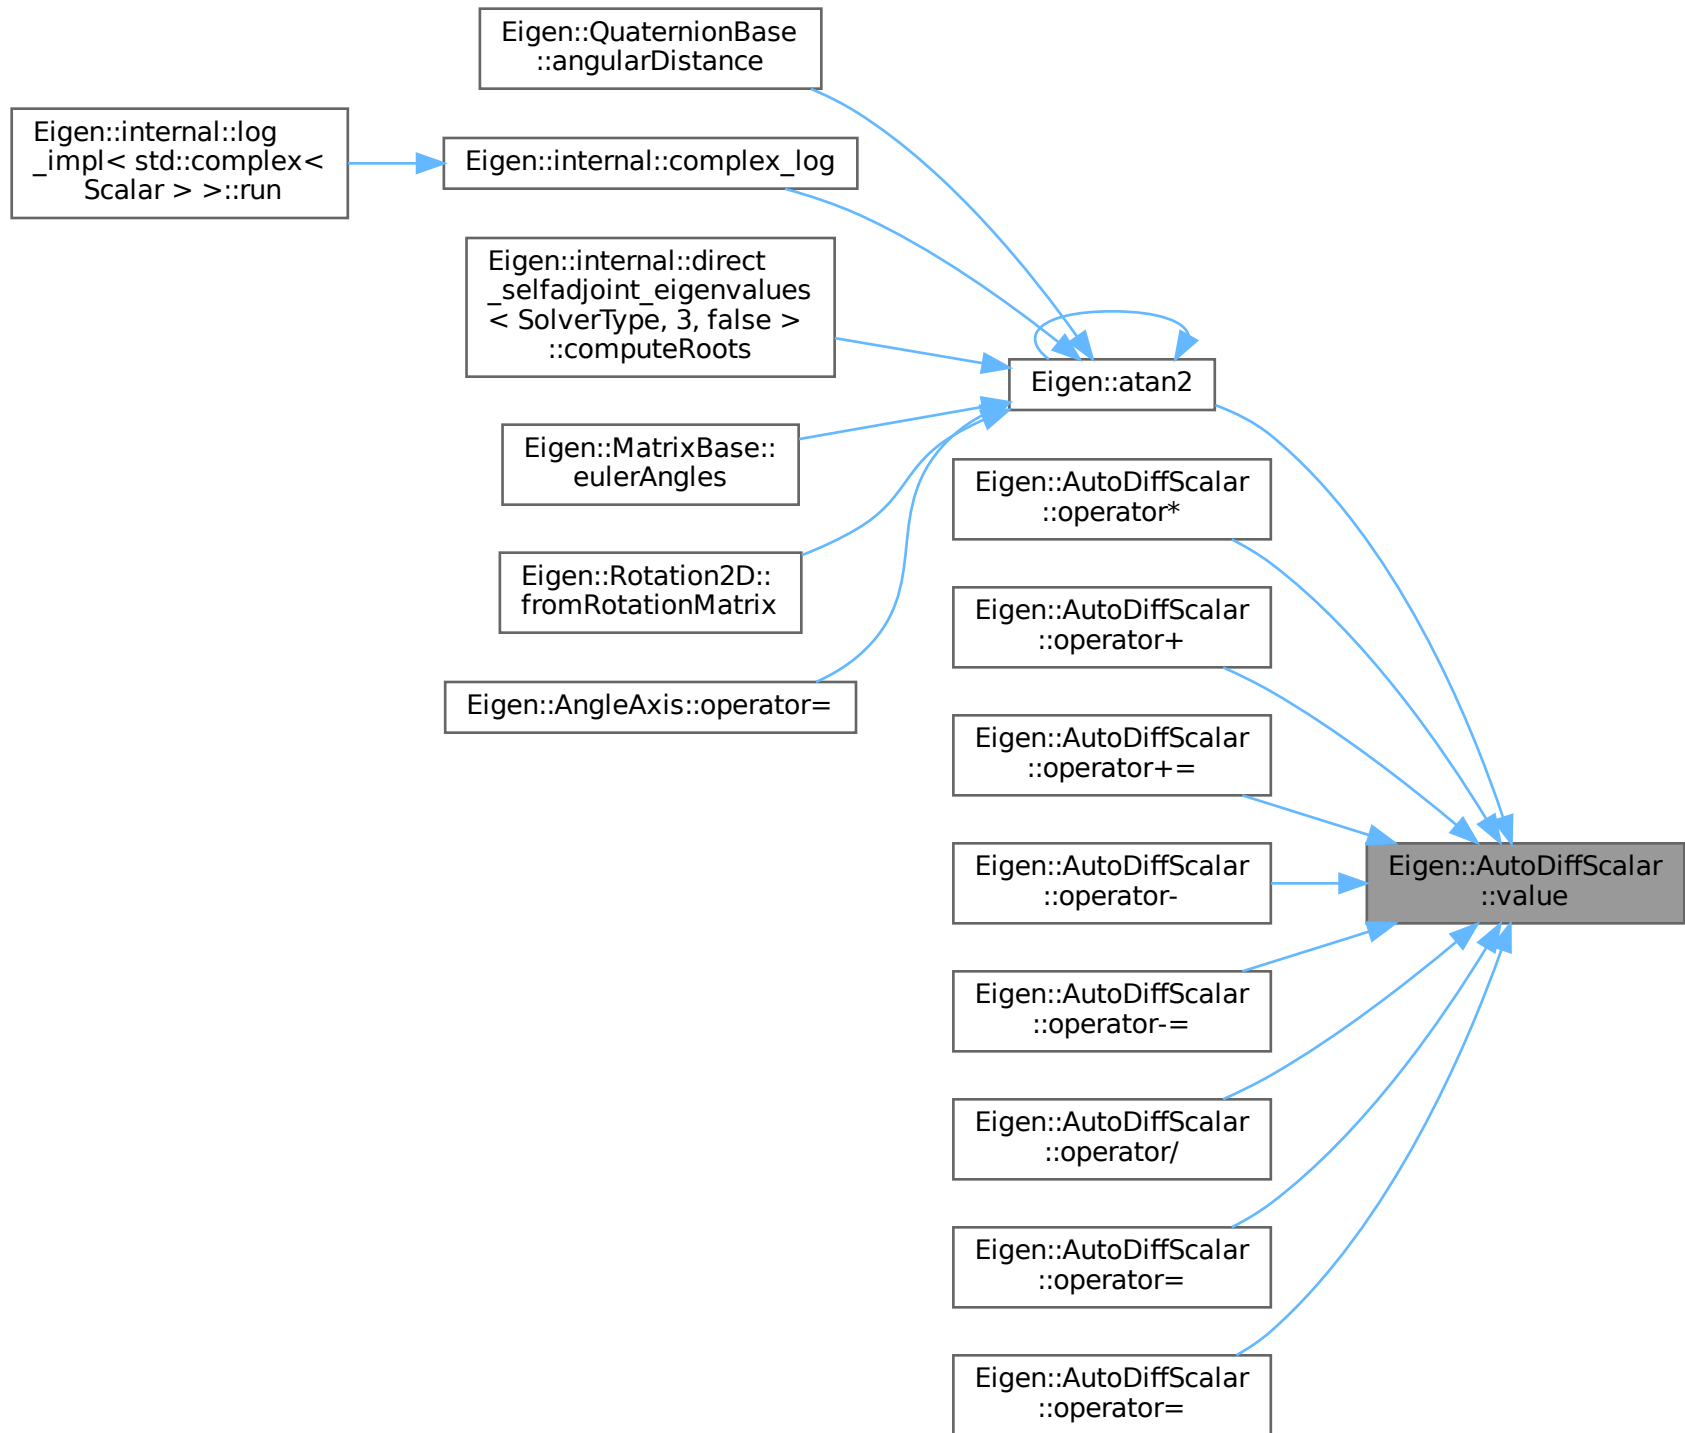 Eigen::QuaternionBase
::angularDistance
Eigen::internal::log
_impl< std::complex<
Scalar > >::run
Eigen::internal::complex_log
Eigen::internal::direct
_selfadjoint_eigenvalues
< SolverType, 3, false >
::computeRoots
Eigen::atan2
Eigen::MatrixBase::
eulerAngles
Eigen::AutoDiffScalar
::operator*
Eigen::Rotation2D::
fromRotationMatrix
Eigen::AutoDiffScalar
::operator+
Eigen::AngleAxis::operator=
Eigen::AutoDiffScalar
::operator+=
Eigen::AutoDiffScalar
::operator-
Eigen::AutoDiffScalar
::value
Eigen::AutoDiffScalar
::operator-=
Eigen::AutoDiffScalar
::operator/
Eigen::AutoDiffScalar
::operator=
Eigen::AutoDiffScalar
::operator=